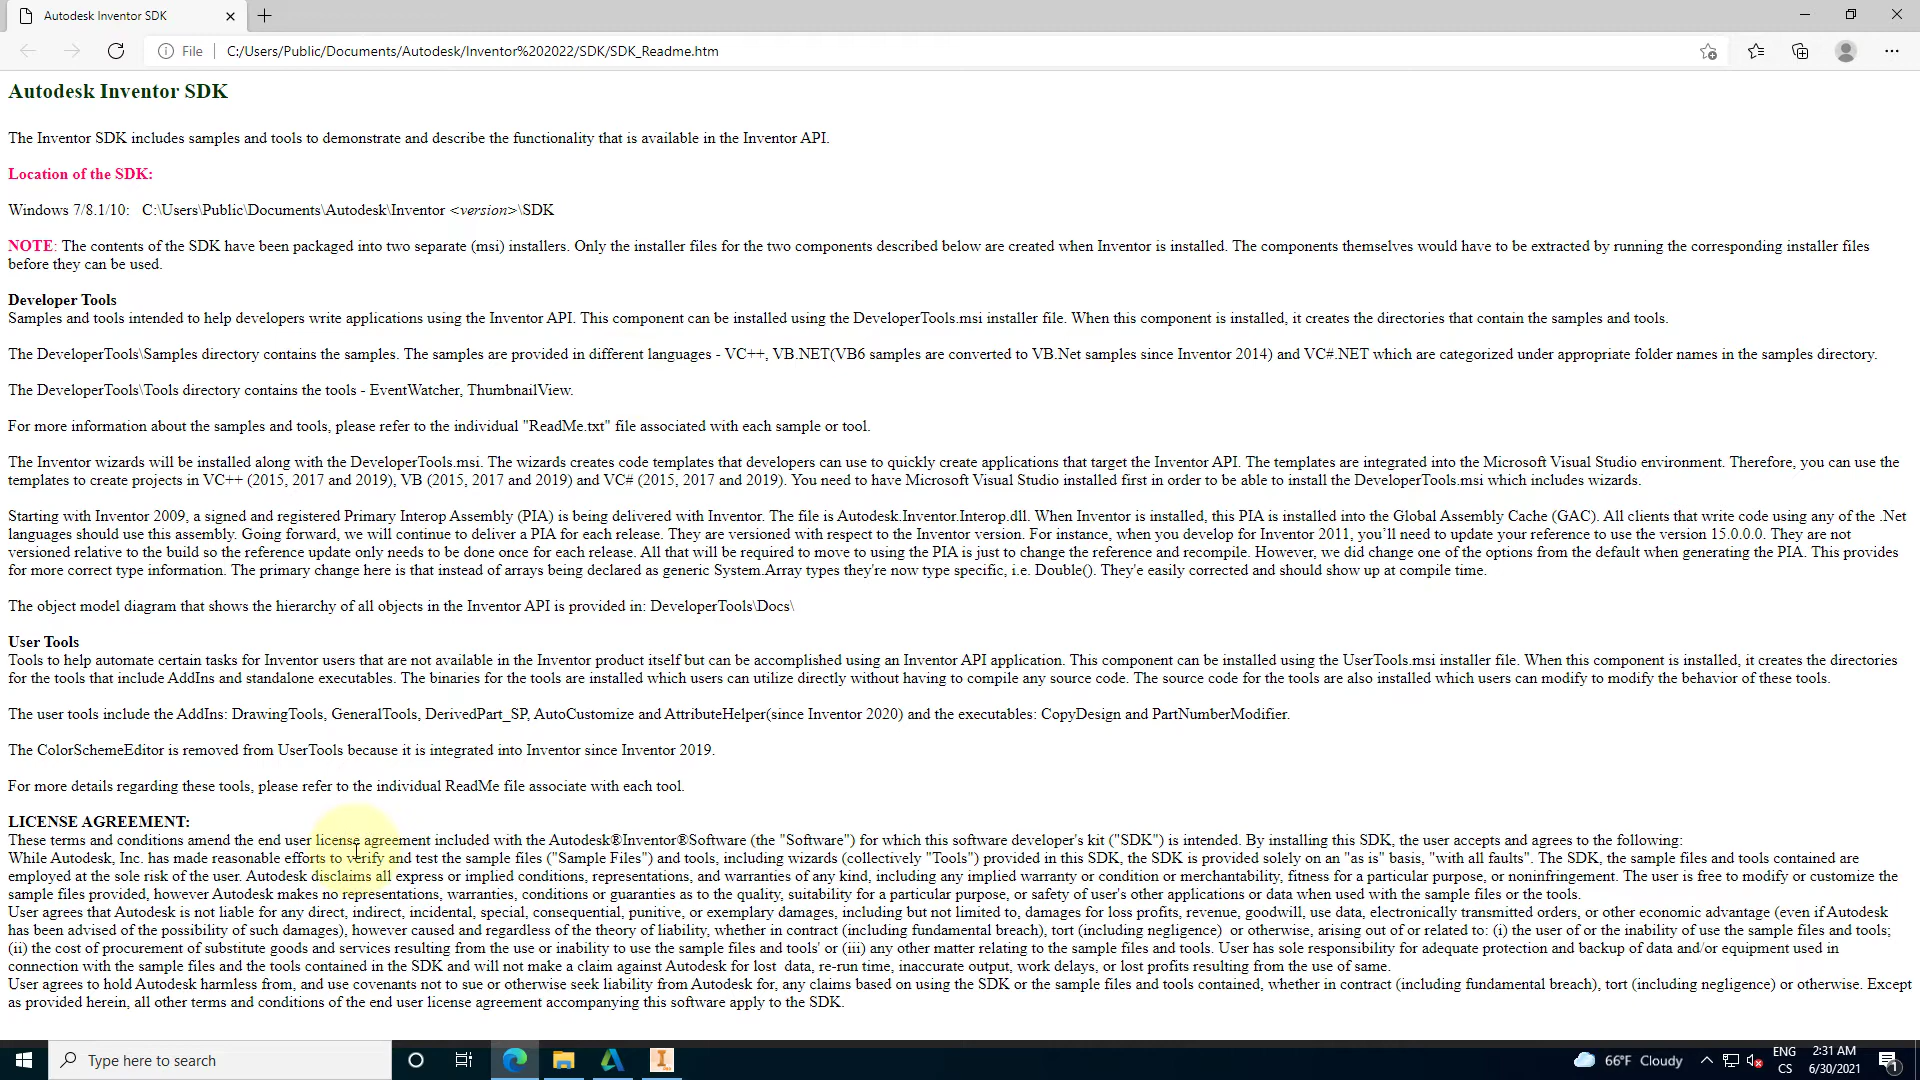 Autodesk Inventor SDK
File
C:/Users/Public/Documents/Autodesk/Inventor%202022/SDK/SDK_Readme.htm
Autodesk Inventor SDK
The Inventor SDK includes samples and tools to demonstrate and describe the functionality that is available in the Inventor API.
Location of the SDK:
Windows 7/8.1/10:   C:\Users\Public\Documents\Autodesk\Inventor <version>\SDK
NOTE: The contents of the SDK have been packaged into two separate (msi) installers. Only the installer files for the two components described below are created when Inventor is installed. The components themselves would have to be extracted by running the corresponding installer files
before they can be used.
Developer Tools
Samples and tools intended to help developers write applications using the Inventor API. This component can be installed using the DeveloperTools.msi installer file. When this component is installed, it creates the directories that contain the samples and tools.
The DeveloperTools\Samples directory contains the samples. The samples are provided in different languages - VC++, VB.NET(VB6 samples are converted to VB.Net samples since Inventor 2014) and VC#.NET which are categorized under appropriate folder names in the samples directory.
The DeveloperTools\Tools directory contains the tools - EventWatcher, ThumbnailView.
For more information about the samples and tools, please refer to the individual "ReadMe.txt" file associated with each sample or tool.
The Inventor wizards will be installed along with the DeveloperTools.msi. The wizards creates code templates that developers can use to quickly create applications that target the Inventor API. The templates are integrated into the Microsoft Visual Studio environment. Therefore, you can use the
templates to create projects in VC++ (2015, 2017 and 2019), VB (2015, 2017 and 2019) and VC# (2015, 2017 and 2019). You need to have Microsoft Visual Studio installed first in order to be able to install the DeveloperTools.msi which includes wizards.
Starting with Inventor 2009, a signed and registered Primary Interop Assembly (PIA) is being delivered with Inventor. The file is Autodesk.Inventor.Interop.dll. When Inventor is installed, this PIA is installed into the Global Assembly Cache (GAC). All clients that write code using any of the .Net
languages should use this assembly. Going forward, we will continue to deliver a PIA for each release. They are versioned with respect to the Inventor version. For instance, when you develop for Inventor 2011, you’ll need to update your reference to use the version 15.0.0.0. They are not
versioned relative to the build so the reference update only needs to be done once for each release. All that will be required to move to using the PIA is just to change the reference and recompile. However, we did change one of the options from the default when generating the PIA. This provides
for more correct type information. The primary change here is that instead of arrays being declared as generic System.Array types they're now type specific, i.e. Double(). They'e easily corrected and should show up at compile time.
The object model diagram that shows the hierarchy of all objects in the Inventor API is provided in: DeveloperTools\Docs\
User Tools
Tools to help automate certain tasks for Inventor users that are not available in the Inventor product itself but can be accomplished using an Inventor API application. This component can be installed using the UserTools.msi installer file. When this component is installed, it creates the directories
for the tools that include AddIns and standalone executables. The binaries for the tools are installed which users can utilize directly without having to compile any source code. The source code for the tools are also installed which users can modify to modify the behavior of these tools.
The user tools include the AddIns: DrawingTools, GeneralTools, DerivedPart_SP, AutoCustomize and AttributeHelper(since Inventor 2020) and the executables: CopyDesign and PartNumberModifier.
The ColorSchemeEditor is removed from UserTools because it is integrated into Inventor since Inventor 2019.
For more details regarding these tools, please refer to the individual ReadMe file associate with each tool.
LICENSE AGREEMENT:
These terms and conditions amend the end user license agreement included with the Autodesk®Inventor®Software (the "Software") for which this software developer's kit ("SDK") is intended. By installing this SDK, the user accepts and agrees to the following:
While Autodesk, Inc. has made reasonable efforts to verify and test the sample files ("Sample Files") and tools, including wizards (collectively "Tools") provided in this SDK, the SDK is provided solely on an "as is" basis, "with all faults". The SDK, the sample files and tools contained are
employed at the sole risk of the user. Autodesk disclaims all express or implied conditions, representations, and warranties of any kind, including any implied warranty or condition or merchantability, fitness for a particular purpose, or noninfringement. The user is free to modify or customize the
sample files provided, however Autodesk makes no representations, warranties, conditions or guaranties as to the quality, suitability for a particular purpose, or safety of user's other applications or data when used with the sample files or the tools.
User agrees that Autodesk is not liable for any direct, indirect, incidental, special, consequential, punitive, or exemplary damages, including but not limited to, damages for loss profits, revenue, goodwill, use data, electronically transmitted orders, or other economic advantage (even if Autodesk
has been advised of the possibility of such damages), however caused and regardless of the theory of liability, whether in contract (including fundamental breach), tort (including negligence)  or otherwise, arising out of or related to: (i) the user of or the inability of use the sample files and tools;
(ii) the cost of procurement of substitute goods and services resulting from the use or inability to use the sample files and tools' or (iii) any other matter relating to the sample files and tools. User has sole responsibility for adequate protection and backup of data and/or equipment used in
connection with the sample files and the tools contained in the SDK and will not make a claim against Autodesk for lost  data, re-run time, inaccurate output, work delays, or lost profits resulting from the use of same.
User agrees to hold Autodesk harmless from, and use covenants not to sue or otherwise seek liability from Autodesk for, any claims based on using the SDK or the sample files and tools contained, whether in contract (including fundamental breach), tort (including negligence) or otherwise. Except
as provided herein, all other terms and conditions of the end user license agreement accompanying this software apply to the SDK.
Type here to search
66°F Cloudy
ENG
CS
2:31 AM
6/30/2021
1